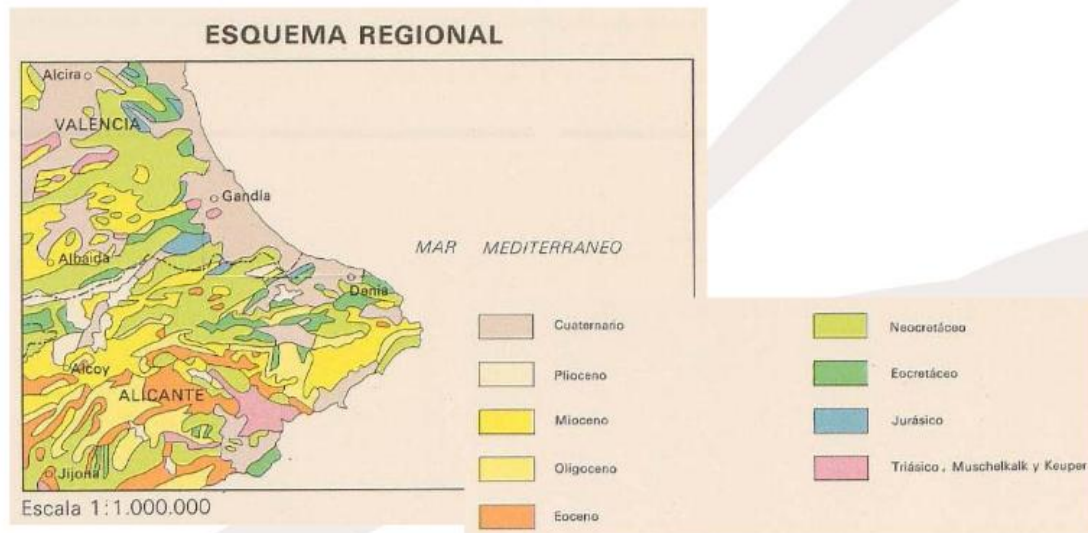 ESQUEMA REGIONAL
Alcira
VALENCIA
Gandía
MAR MEDITERRANEO
Albaida
Denia
Alcoy
ALICANTE
Jijona
Escala 1:1.000.000
Cuaternario
Plioceno
Mioceno
Oligoceno
Eoceno
Neocretáceo
Eocretáceo
Jurásico
Triásico, Muschelkalk y Keuper